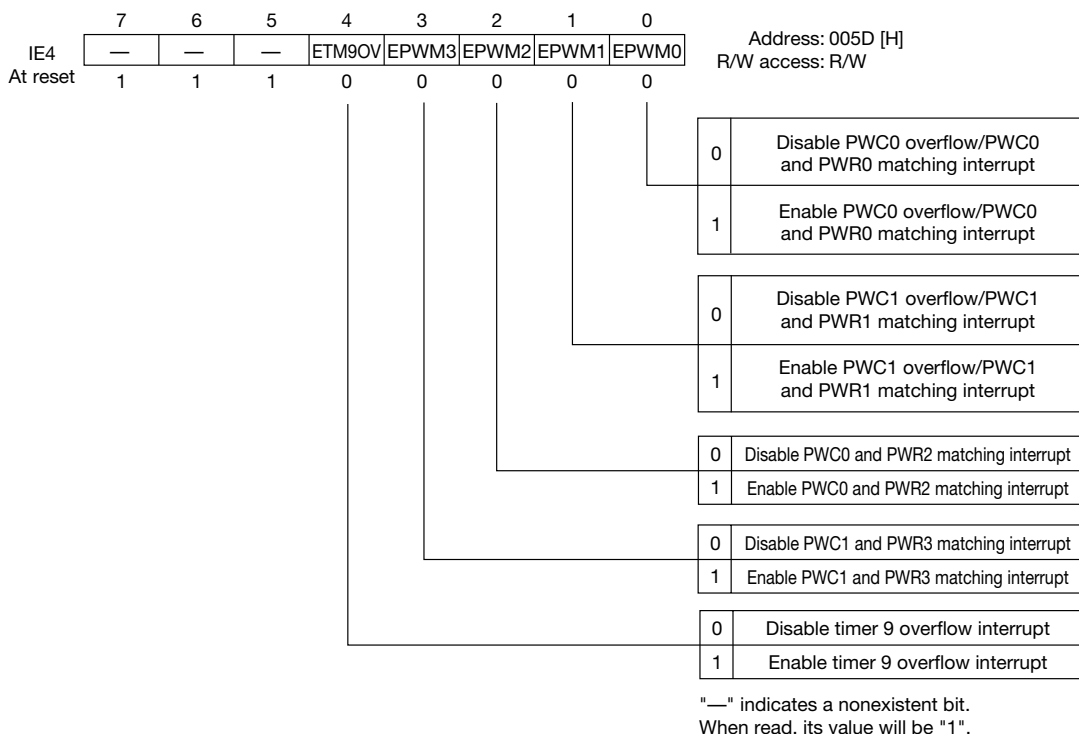 7 6 5 4 3 2 1 0
IE4 — — — ETM9OV EPWM3 EPWM2 EPWM1 EPWM0
At reset 1 1 1 0 0 0 0 0
Address: 005D [H]
R/W access: R/W
0 Disable PWC0 overflow/PWC0
and PWR0 matching interrupt
1 Enable PWC0 overflow/PWC0
and PWR0 matching interrupt
0 Disable PWC1 overflow/PWC1
and PWR1 matching interrupt
1 Enable PWC1 overflow/PWC1
and PWR1 matching interrupt
0 Disable PWC0 and PWR2 matching interrupt
1 Enable PWC0 and PWR2 matching interrupt
0 Disable PWC1 and PWR3 matching interrupt
1 Enable PWC1 and PWR3 matching interrupt
0 Disable timer 9 overflow interrupt
1 Enable timer 9 overflow interrupt
"—" indicates a nonexistent bit.
When read, its value will be "1".